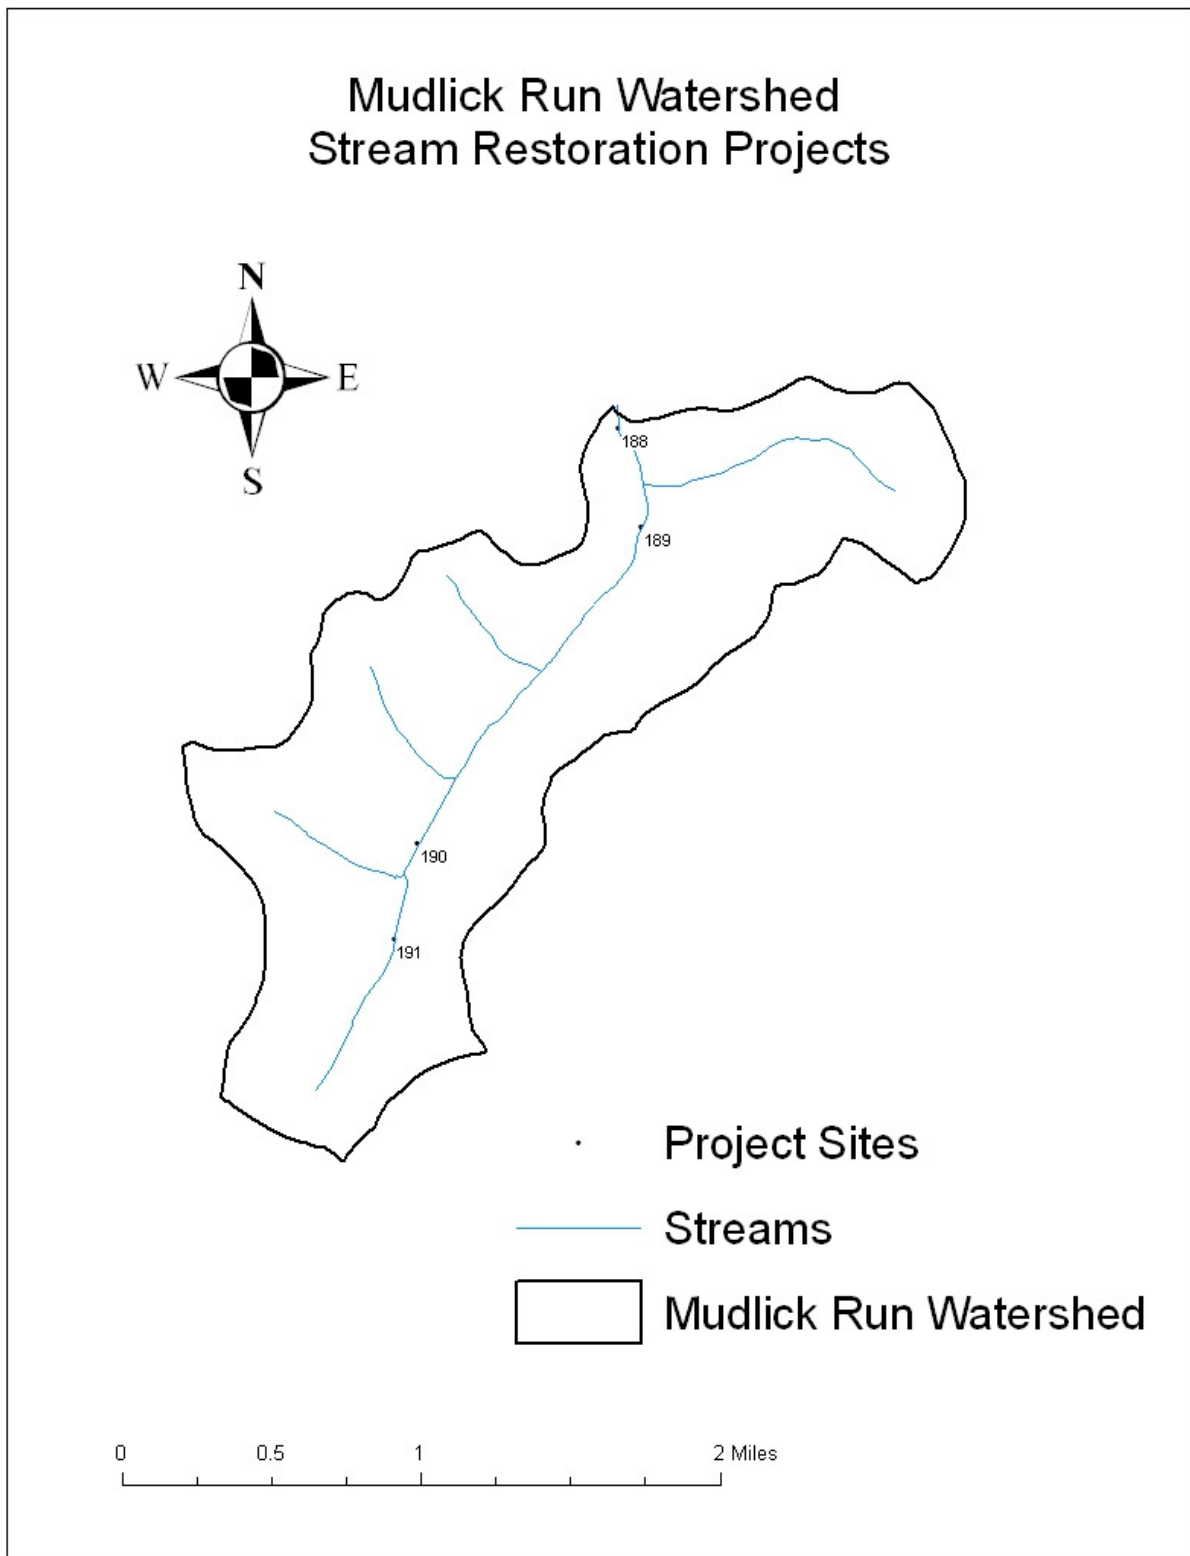 Mudlick Run Watershed
Stream Restoration Projects
N
W E
S
188
189
190
191
Project Sites
Streams
Mudlick Run Watershed
0 0.5 1 2 Miles